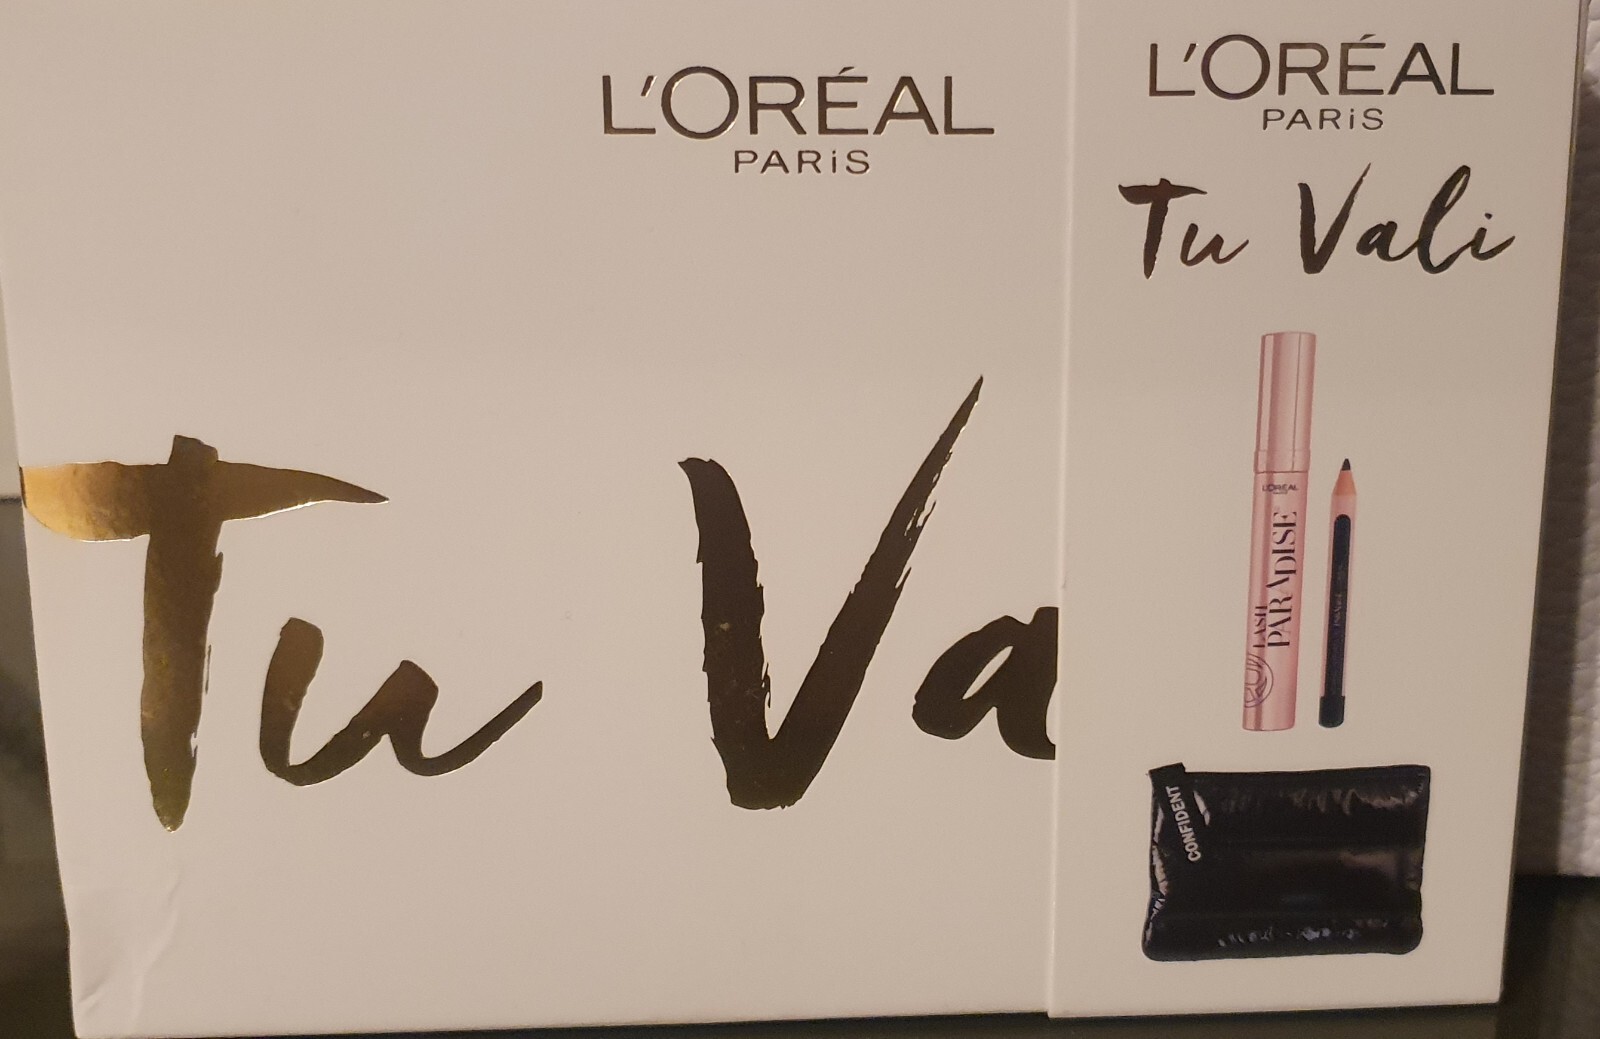 L'ORÉAL
PARiS
Tu Va
L'ORÉAL
PARiS
Tu Vali
L'ORÉAL
LASH
PARADISE
CONFIDENT